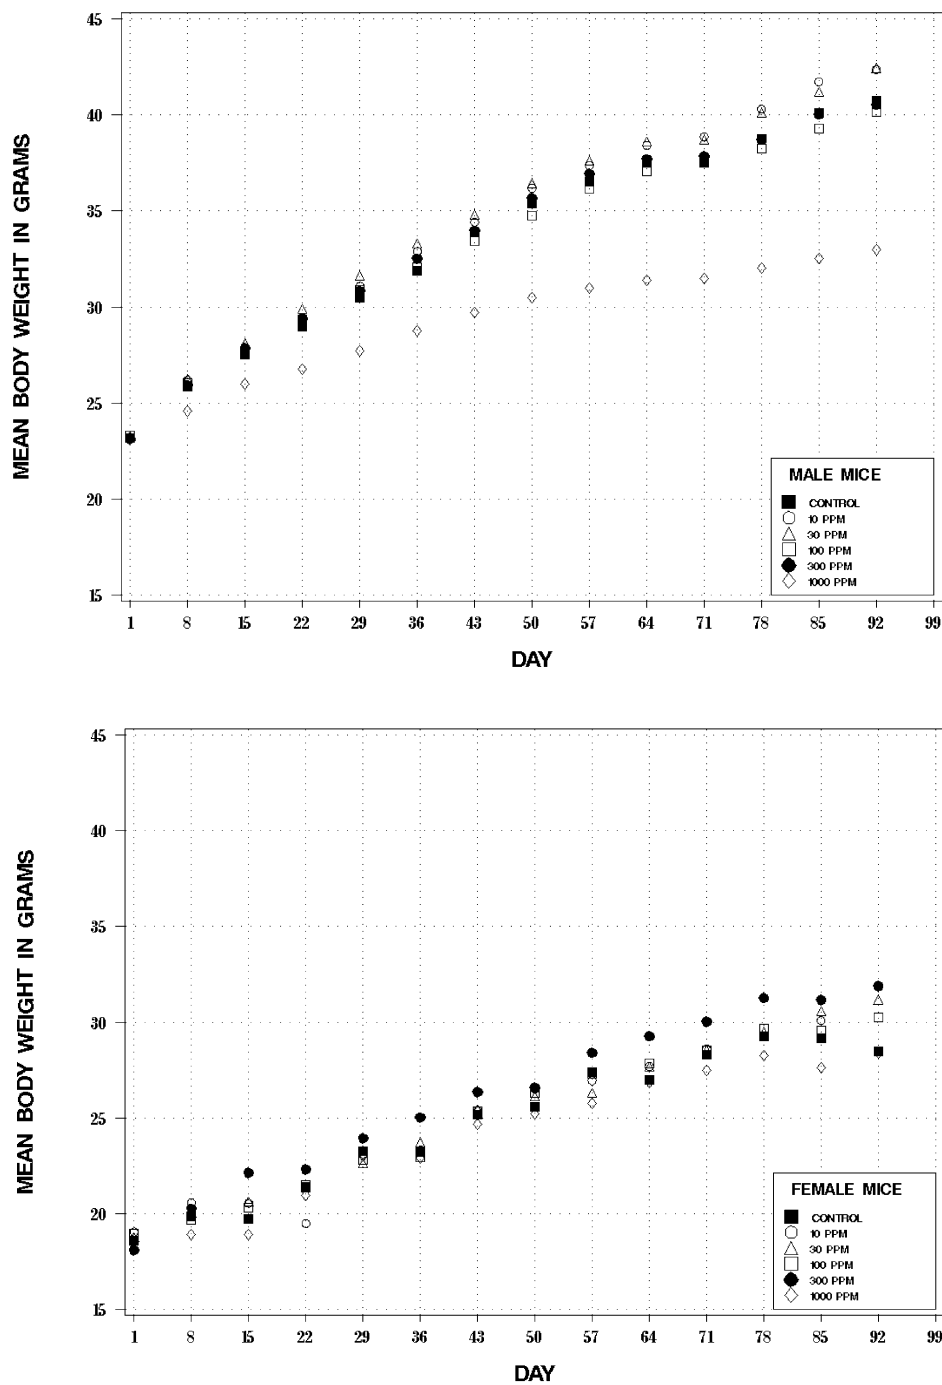 45
40
35
30
25
20
15
MEAN BODY WEIGHT IN GRAMS
MALE MICE
CONTROL
10 PPM
30 PPM
100 PPM
300 PPM
1000 PPM
1 8 15 22 29 36 43 50 57 64 71 78 85 92 99
DAY
45
40
35
30
25
20
15
MEAN BODY WEIGHT IN GRAMS
FEMALE MICE
CONTROL
10 PPM
30 PPM
100 PPM
300 PPM
1000 PPM
1 8 15 22 29 36 43 50 57 64 71 78 85 92 99
DAY